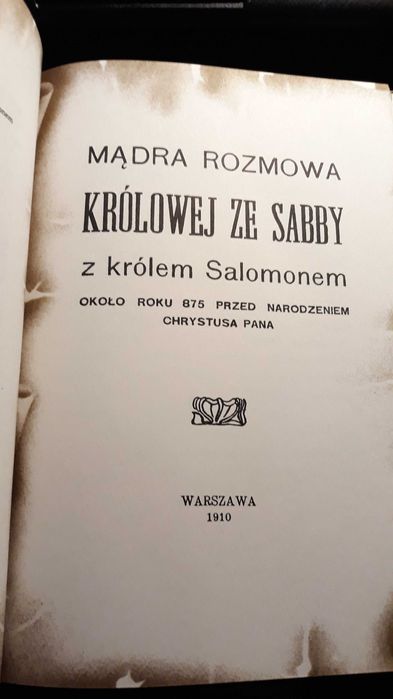 MĄDRA ROZMOWA
KRÓLOWEJ ZE SABBY
z królem Salomonem
OKOŁO ROKU 875 PRZED NARODZENIEM
CHRYSTUSA PANA
WARSZAWA
1910